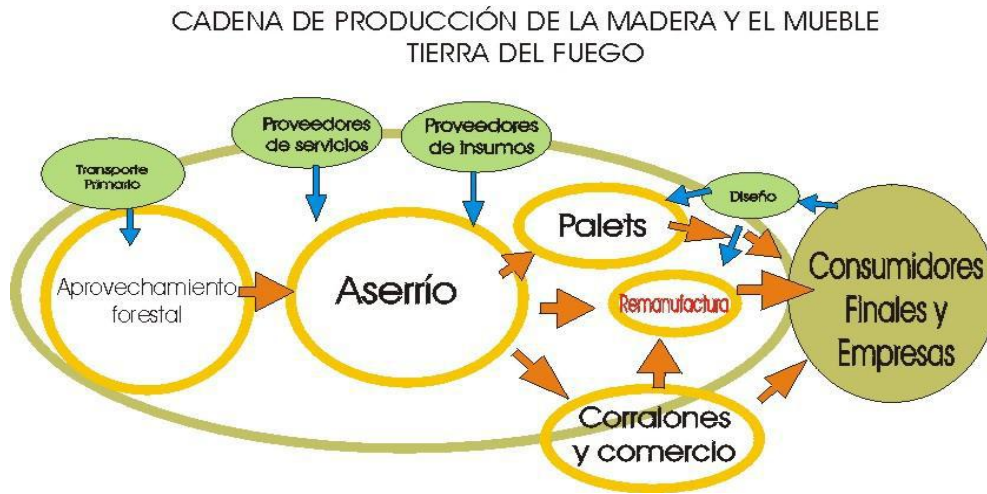 CADENA DE PRODUCCIÓN DE LA MADERA Y EL MUEBLE
TIERRA DEL FUEGO
Proveedores
de servicios
Proveedores
de insumos
Transporte
Primario
Diseño
Palets
Aprovechamiento
forestal
Aserrío
Remanufactura
Consumidores
Finales y
Empresas
Corralones
y comercio